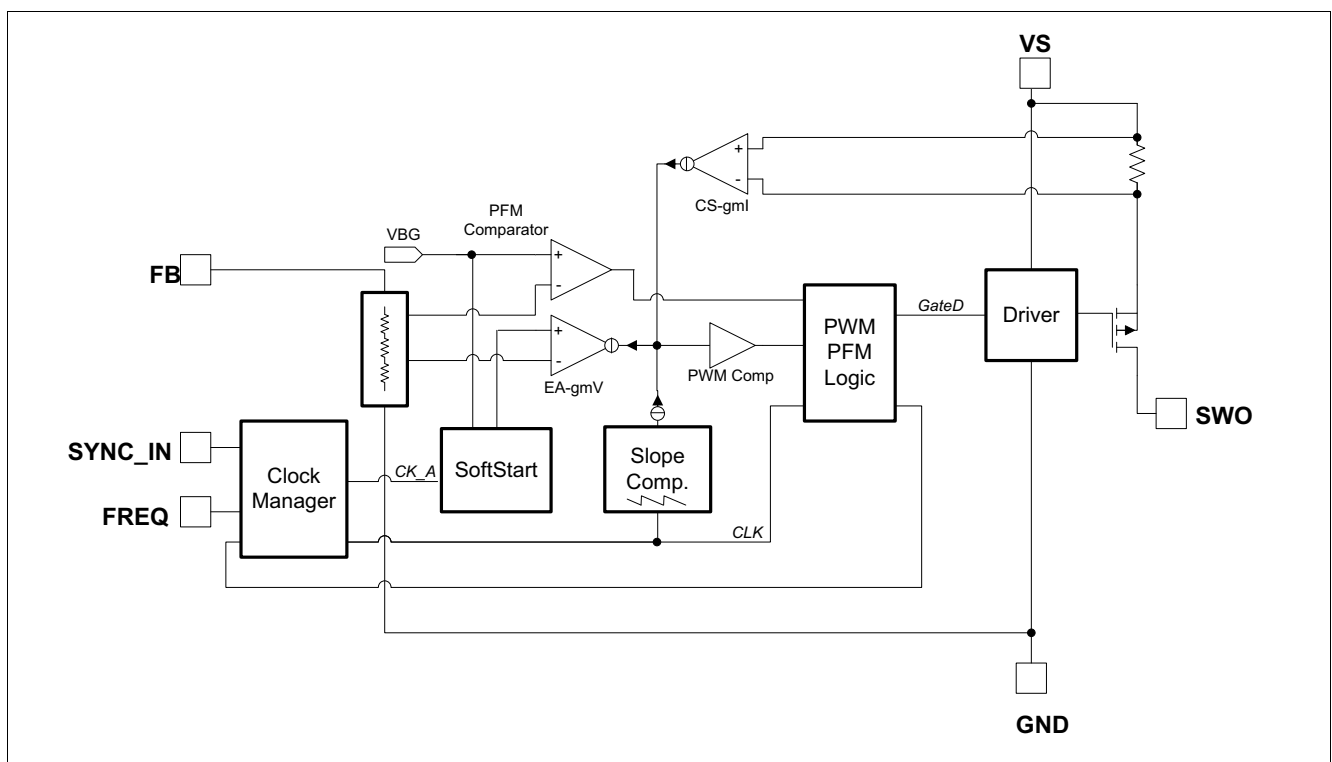 VS
+
-
CS-gmI
PFM
Comparator
VBG
+
-
FB
GateD
Driver
PWM
PFM
Logic
+
-
PWM Comp
EA-gmV
SWO
SYNC_IN
Clock
Manager
CK_A
SoftStart
Slope
Comp.
FREQ
CLK
GND